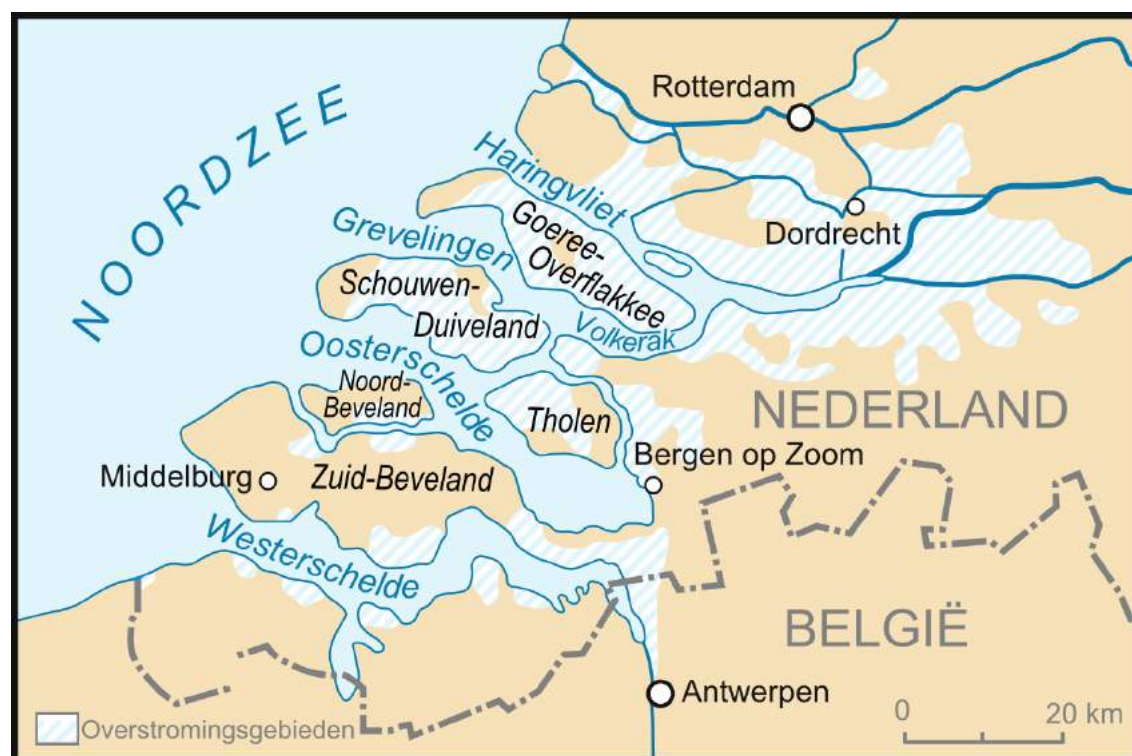 NOORDZEE
Rotterdam
Haringvliet
Goeree-
Overflakkee
Dordrecht
Grevelingen
Schouwen-
Duiveland
Volkerak
Oosterschelde
Noord-
Beveland
Tholen
NEDERLAND
Bergen op Zoom
Middelburg
Zuid-Beveland
Westerschelde
BELGIË
Antwerpen
Overstromingsgebieden
0 20 km